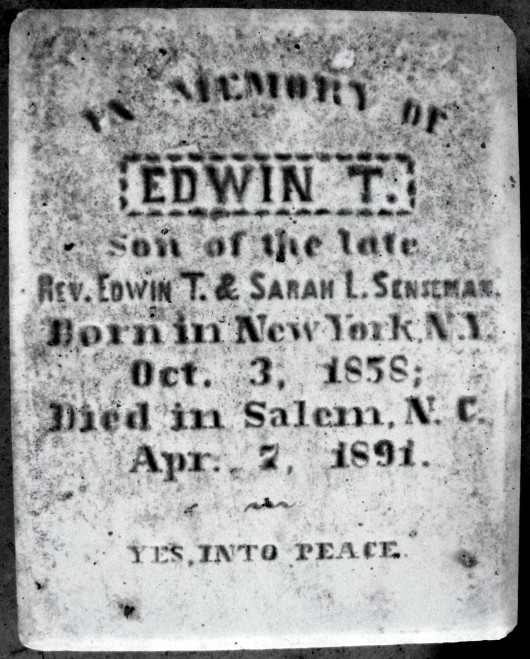 IN MEMORY OF
EDWIN T.
Son of the late
REV. EDWIN T. & SARAH L. SENSEMAN.
Born in New York, N.Y.
Oct. 3, 1858;
Died in Salem, N. C.
Apr. 7, 1891.
YES, INTO PEACE.